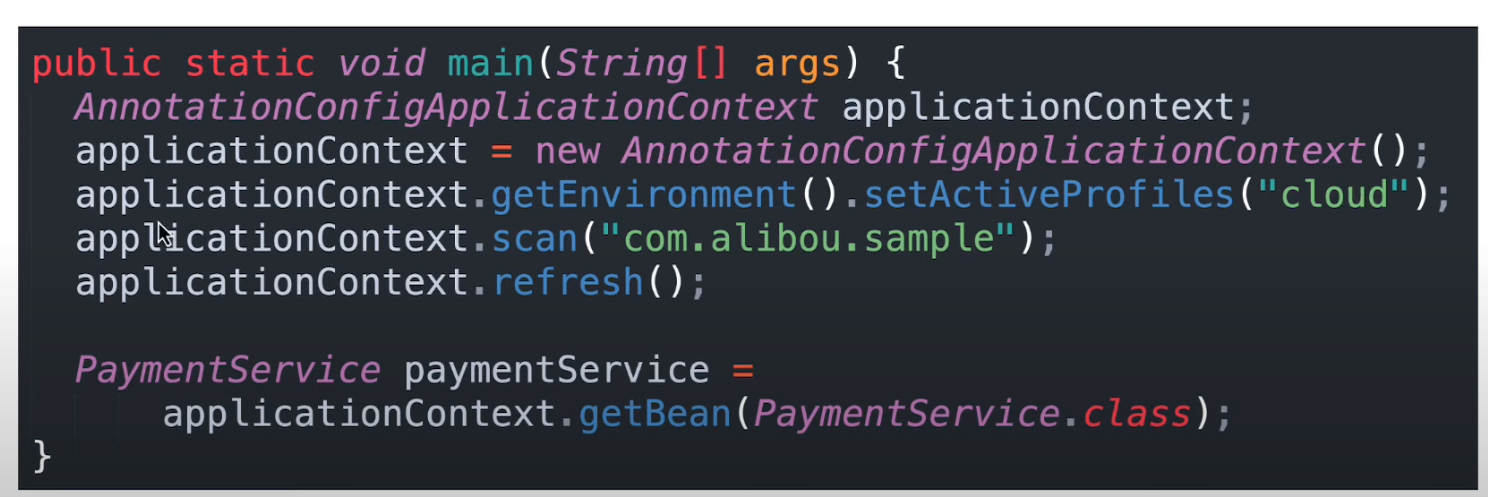 public static void main(String[] args) {
  AnnotationConfigApplicationContext applicationContext;
  applicationContext = new AnnotationConfigApplicationContext();
  applicationContext.getEnvironment().setActiveProfiles("cloud");
  applicationContext.scan("com.alibou.sample");
  applicationContext.refresh();

  PaymentService paymentService =
      applicationContext.getBean(PaymentService.class);
}